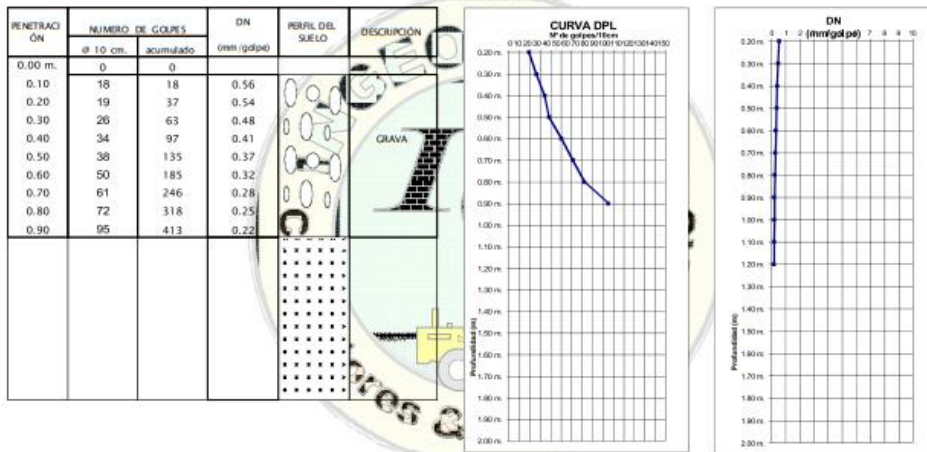 PENETRACI
ÓN
NUMERO DE GOLPES
DN
PERFIL DEL
SUELO
DESCRIPCIÓN
@ 10 cm. acumulado (mm/golpe)
0.00 m. 0 0
0.10 18 18 0.56
0.20 19 37 0.54
0.30 26 63 0.48
0.40 34 97 0.41
0.50 38 135 0.37
0.60 50 185 0.32
0.70 61 246 0.28
0.80 72 318 0.25
0.90 95 413 0.22
GRAVA
CURVA DPL
Nº de golpes/10cm
0 10 20 30 40 50 60 70 80 90 100 110 120 130 140 150
0.20 m.
0.30 m.
0.40 m.
0.50 m.
0.60 m.
0.70 m.
0.80 m.
0.90 m.
1.00 m.
1.10 m.
1.20 m.
1.30 m.
1.40 m.
1.50 m.
1.60 m.
1.70 m.
1.80 m.
1.90 m.
2.00 m.
Profundidad (m)
DN
(mm/golpe)
0 1 2 3 4 5 6 7 8 9 10
0.20 m.
0.30 m.
0.40 m.
0.50 m.
0.60 m.
0.70 m.
0.80 m.
0.90 m.
1.00 m.
1.10 m.
1.20 m.
1.30 m.
1.40 m.
1.50 m.
1.60 m.
1.70 m.
1.80 m.
1.90 m.
2.00 m.
Profundidad (m)